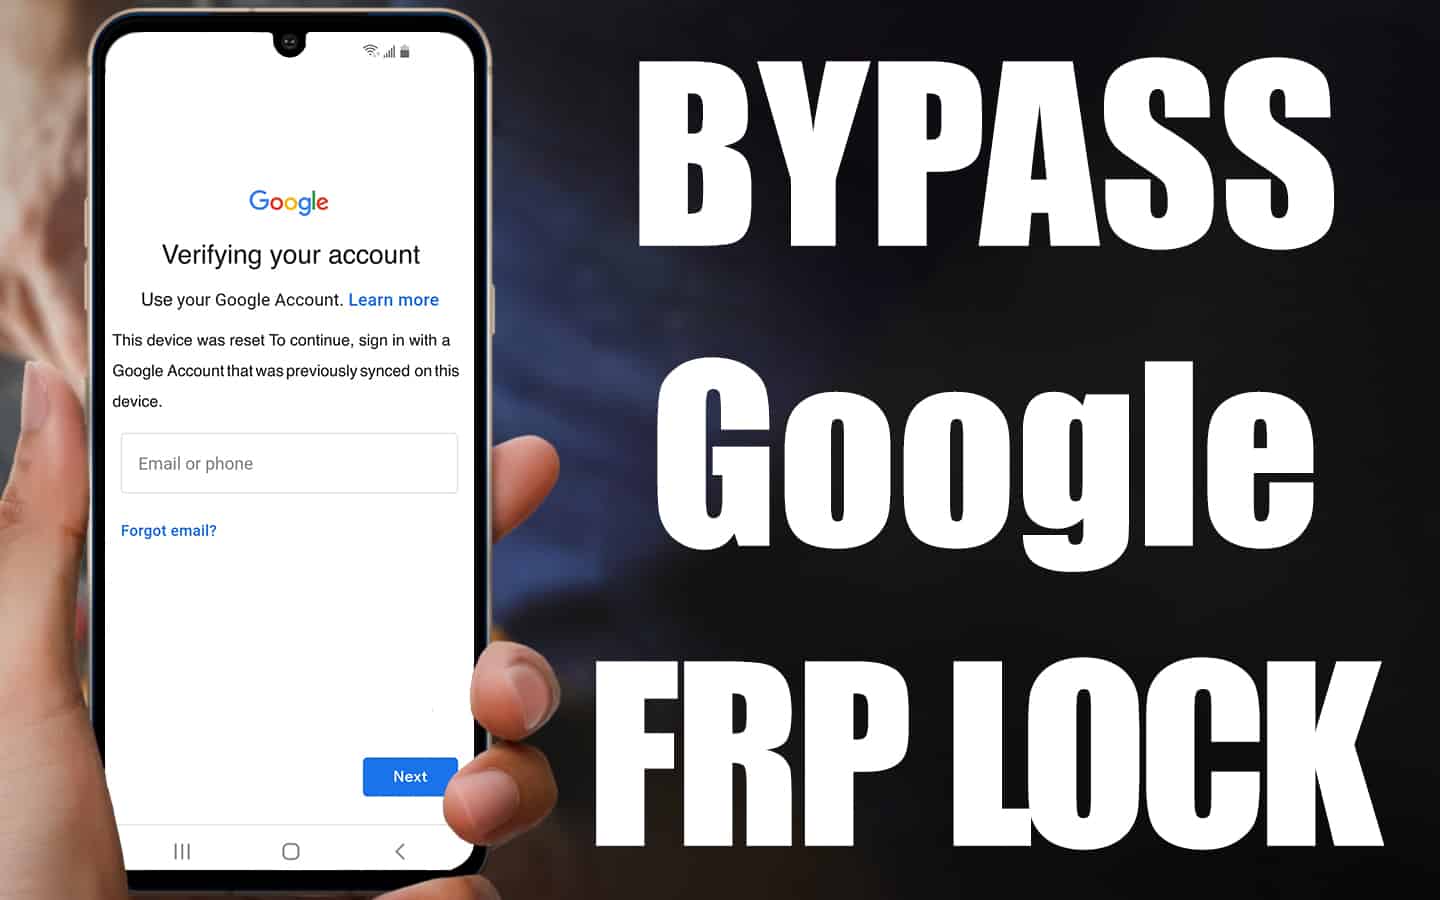 Google
Verifying your account
Use your Google Account. Learn more
This device was reset To continue, sign in with a
Google Account that was previously synced on this
device.
Email or phone
Forgot email?
Next
BYPASS
Google
FRP LOCK